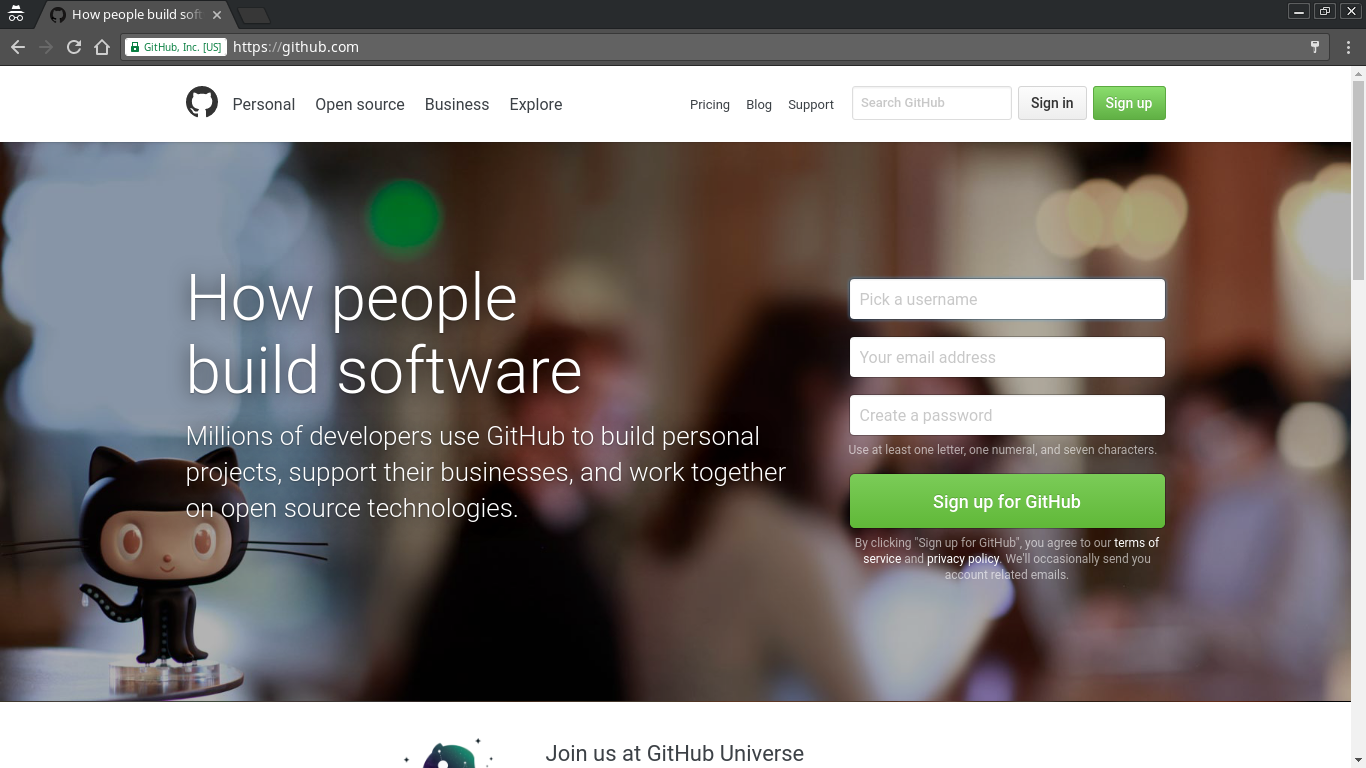 How people build soft
GitHub, Inc. [US]
https://github.com
Personal
Open source
Business
Explore
Pricing
Blog
Support
Search GitHub
Sign in
Sign up
How people
build software
Millions of developers use GitHub to build personal
projects, support their businesses, and work together
on open source technologies.
Pick a username
Your email address
Create a password
Use at least one letter, one numeral, and seven characters.
Sign up for GitHub
By clicking "Sign up for GitHub", you agree to our terms of
service and privacy policy. We'll occasionally send you
account related emails.
Join us at GitHub Universe